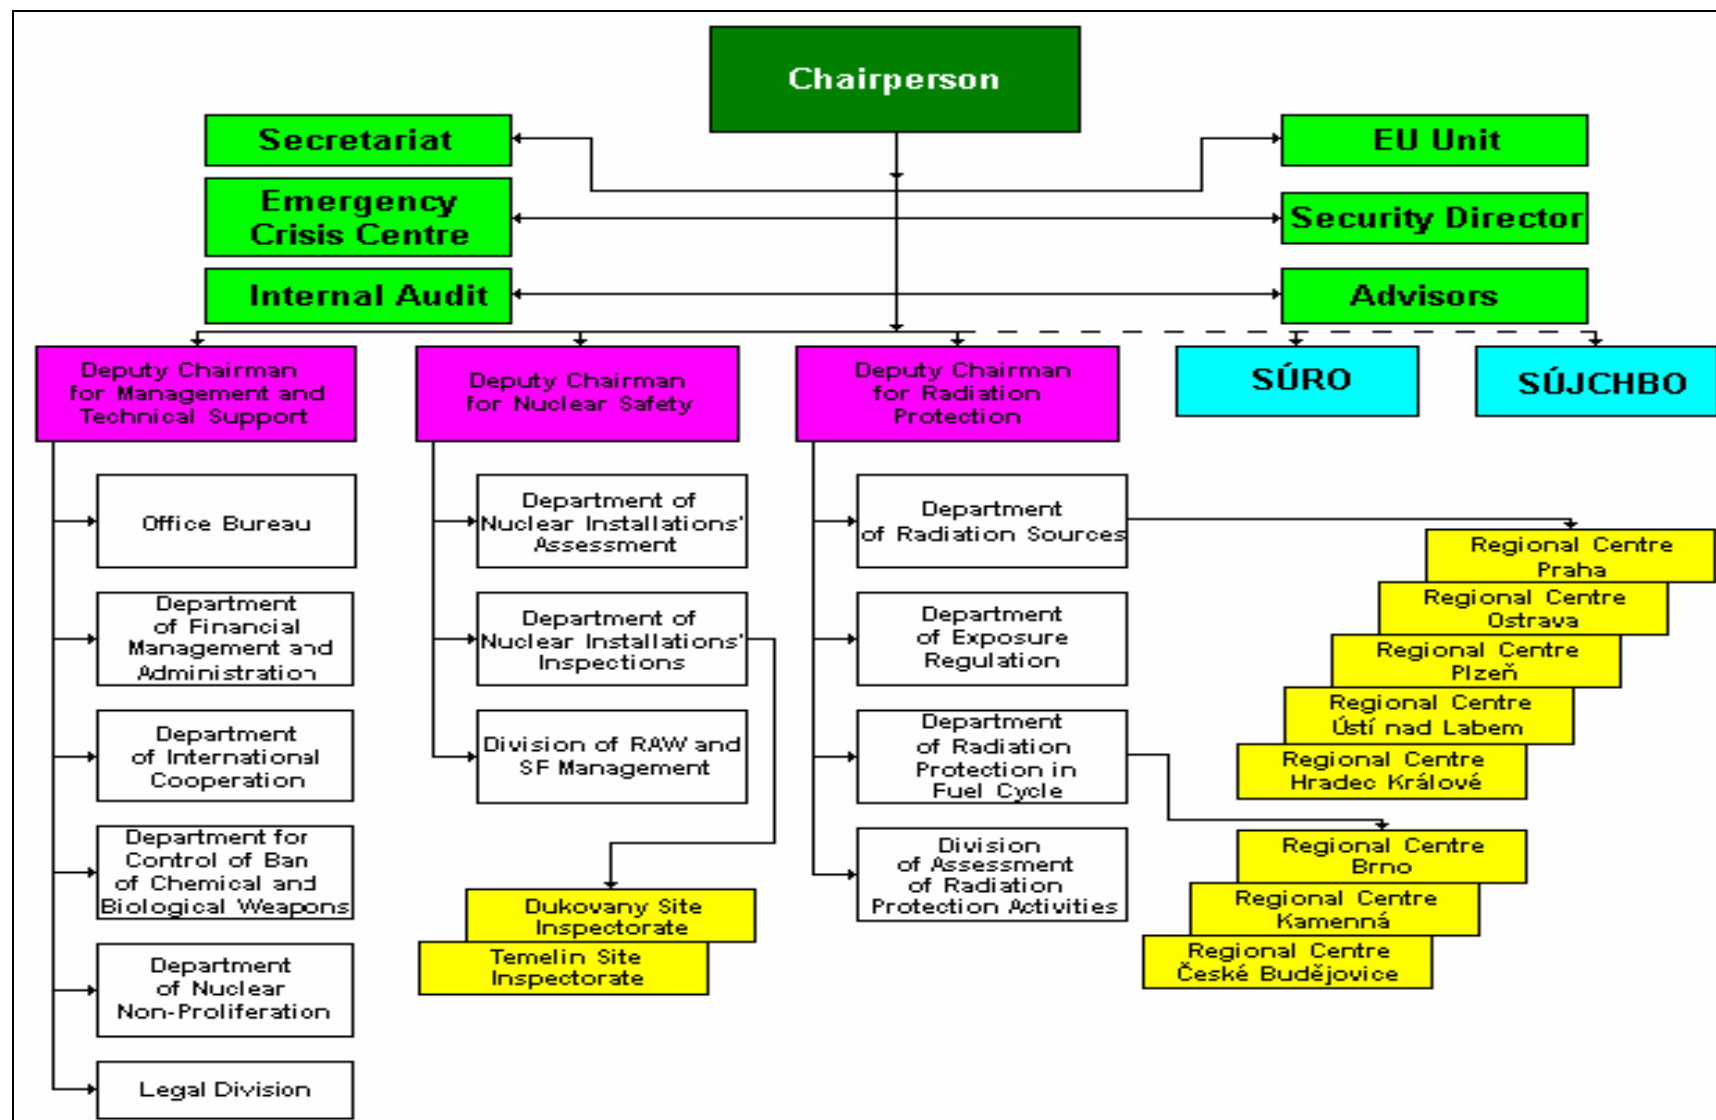 Chairperson
Secretariat
EU Unit
Emergency
Crisis Centre
Security Director
Internal Audit
Advisors
Deputy Chairman
for Management and
Technical Support
Deputy Chairman
for Nuclear Safety
Deputy Chairman
for Radiation
Protection
SÚRO
SÚJCHBO
Office Bureau
Department
of Financial
Management and
Administration
Department
of International
Cooperation
Department for
Control of Ban
of Chemical and
Biological Weapons
Department
of Nuclear
Non-Proliferation
Legal Division
Department of
Nuclear Installations'
Assessment
Department of
Nuclear Installations'
Inspections
Division of RAW and
SF Management
Dukovany Site
Inspectorate
Temelin Site
Inspectorate
Department
of Radiation Sources
Department
of Exposure
Regulation
Department
of Radiation
Protection in
Fuel Cycle
Division
of Assessment
of Radiation
Protection Activities
Regional Centre
Praha
Regional Centre
Ostrava
Regional Centre
Plzeň
Regional Centre
Ústí nad Labem
Regional Centre
Hradec Králové
Regional Centre
Brno
Regional Centre
Kamenná
Regional Centre
České Budějovice